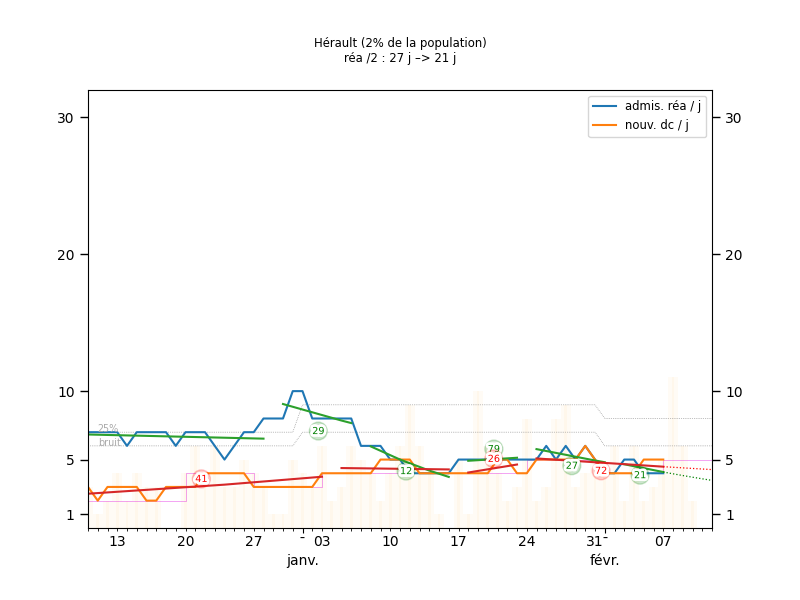 Hérault (2% de la population)
réa /2 : 27 j –> 21 j
admis. réa / j
nouv. dc / j
30 30
20 20
10 10
5 5
1 1
25%
bruit
41
29
12
79
26
27
72
21
13 20 27 - 03 10 17 24 31- 07
janv. févr.